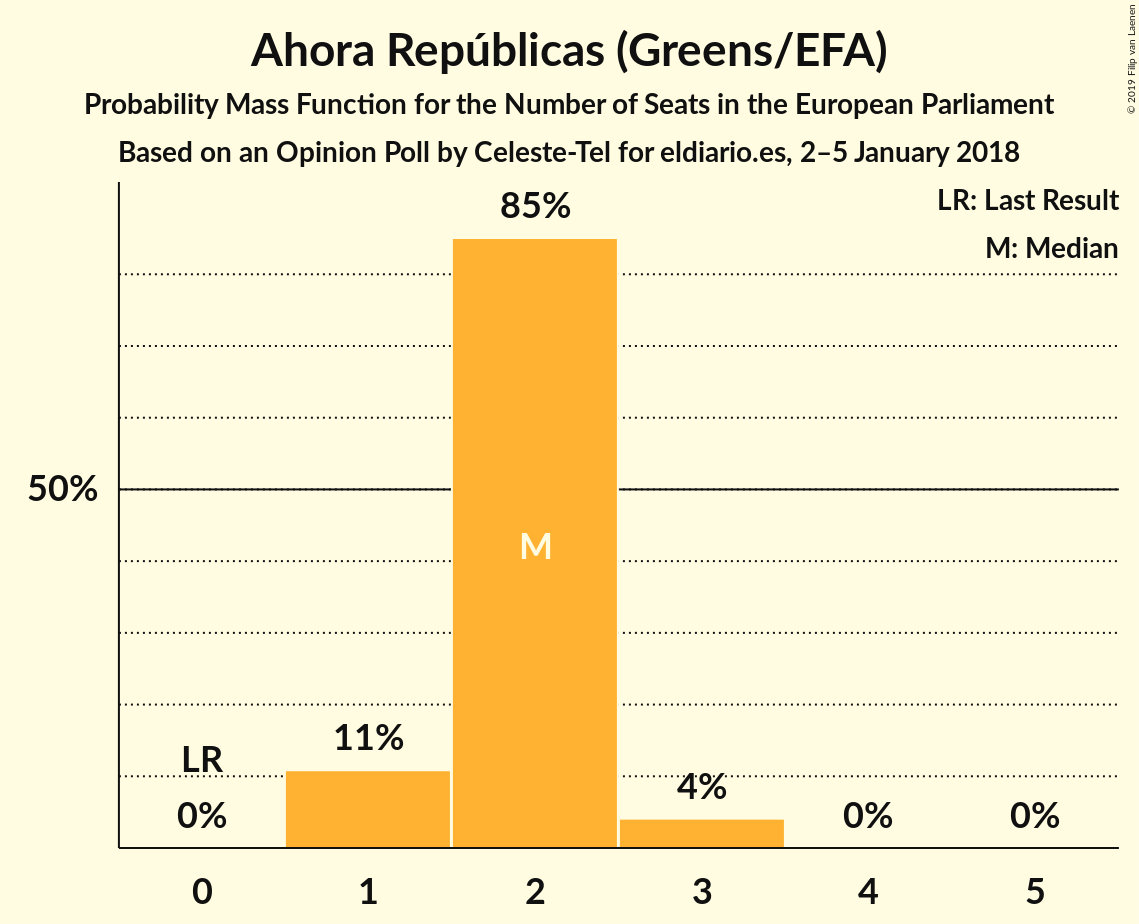 Ahora Repúblicas (Greens/EFA)
Probability Mass Function for the Number of Seats in the European Parliament
Based on an Opinion Poll by Celeste-Tel for eldiario.es, 2–5 January 2018
© 2019 Filip van Laenen
LR: Last Result
M: Median
85%
50%
M
11%
LR
4%
0%
0%
0%
0 1 2 3 4 5